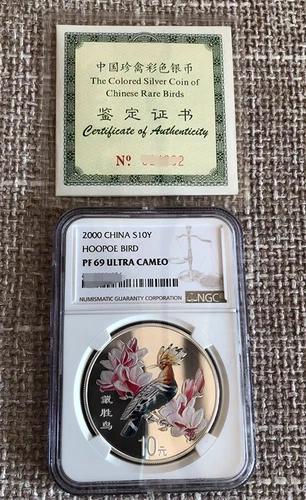 中国珍禽彩色银币
The Colored Silver Coin of
Chinese Rare Birds
鉴定证书
Certificate of Authenticity
Nº
2000 CHINA S10Y
HOOPOE BIRD
PF 69 ULTRA CAMEO
NUMISMATIC GUARANTY CORPORATION
NGC
戴胜鸟
10元